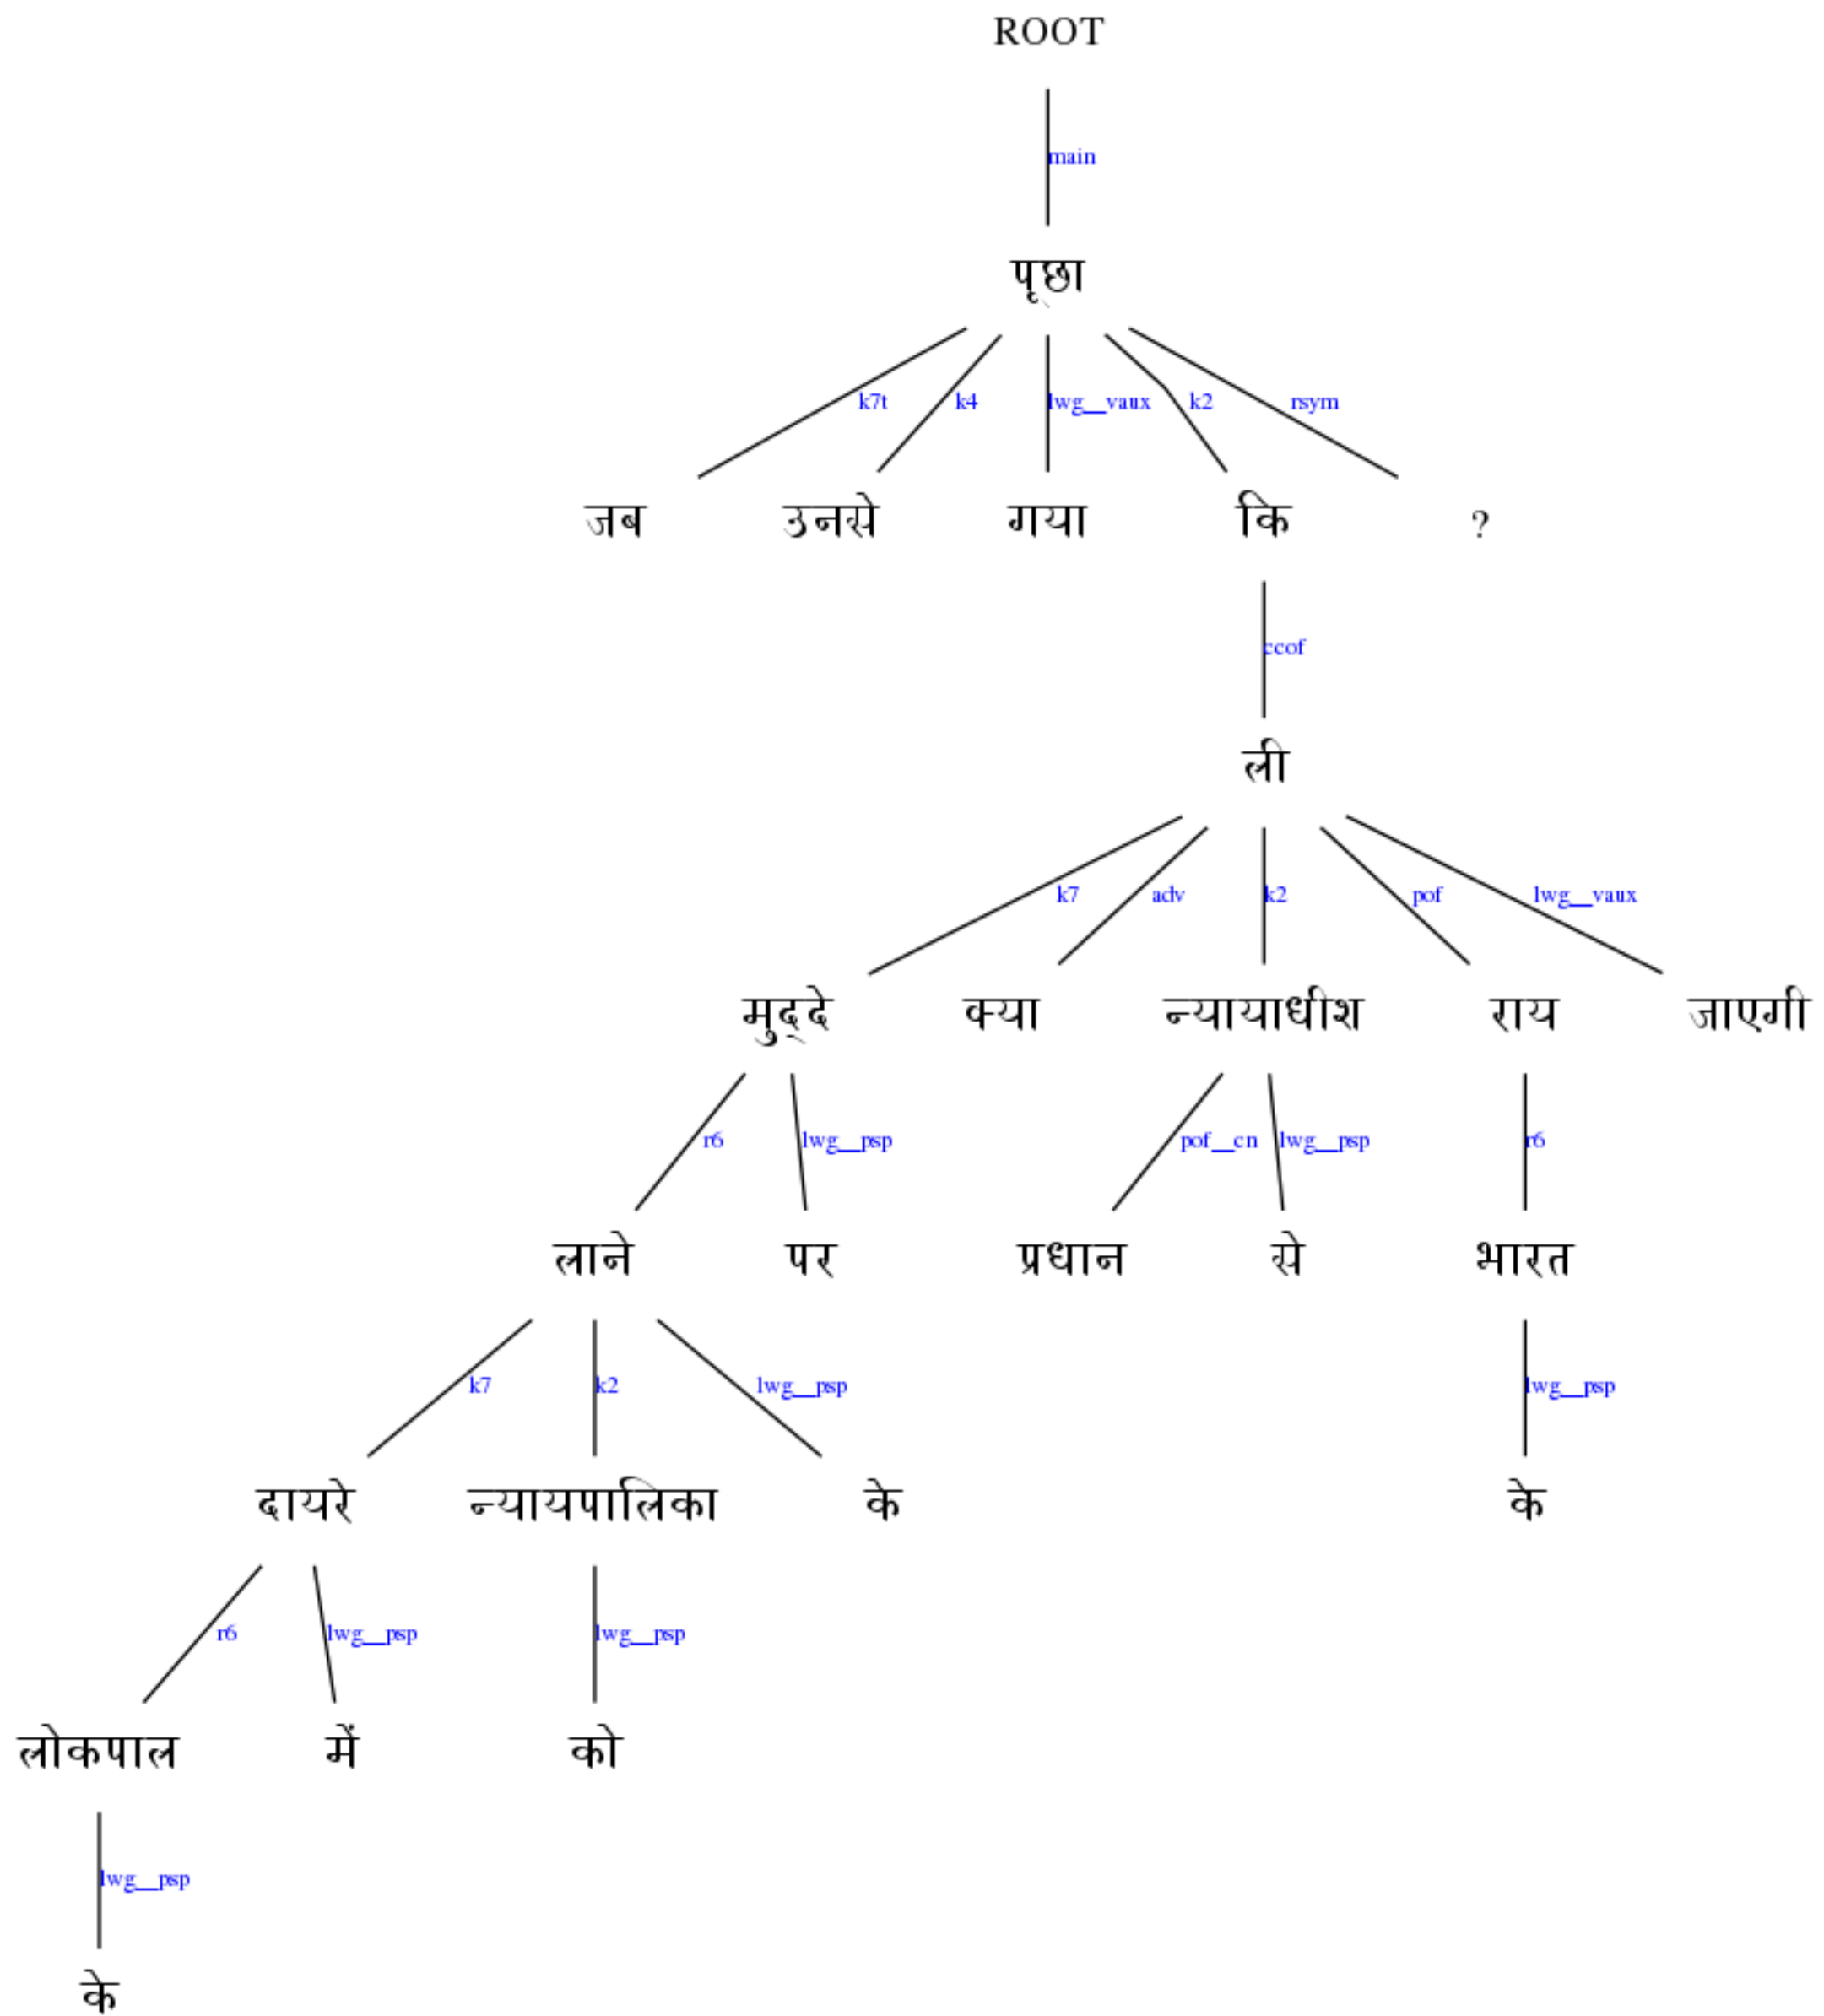 ROOT
main
पूछा
k7t k4 lwg__vaux k2 rsym
जब उनसे गया कि ?
ccof
ली
k7 adv k2 pof lwg__vaux
मुद्दे क्या न्यायाधीश राय जाएगी
r6 lwg__psp pof__cn lwg__psp r6
लाने पर प्रधान से भारत
k7 k2 lwg__psp lwg__psp
दायरे न्यायपालिका के के
r6 lwg__psp lwg__psp
लोकपाल में को
lwg__psp
के